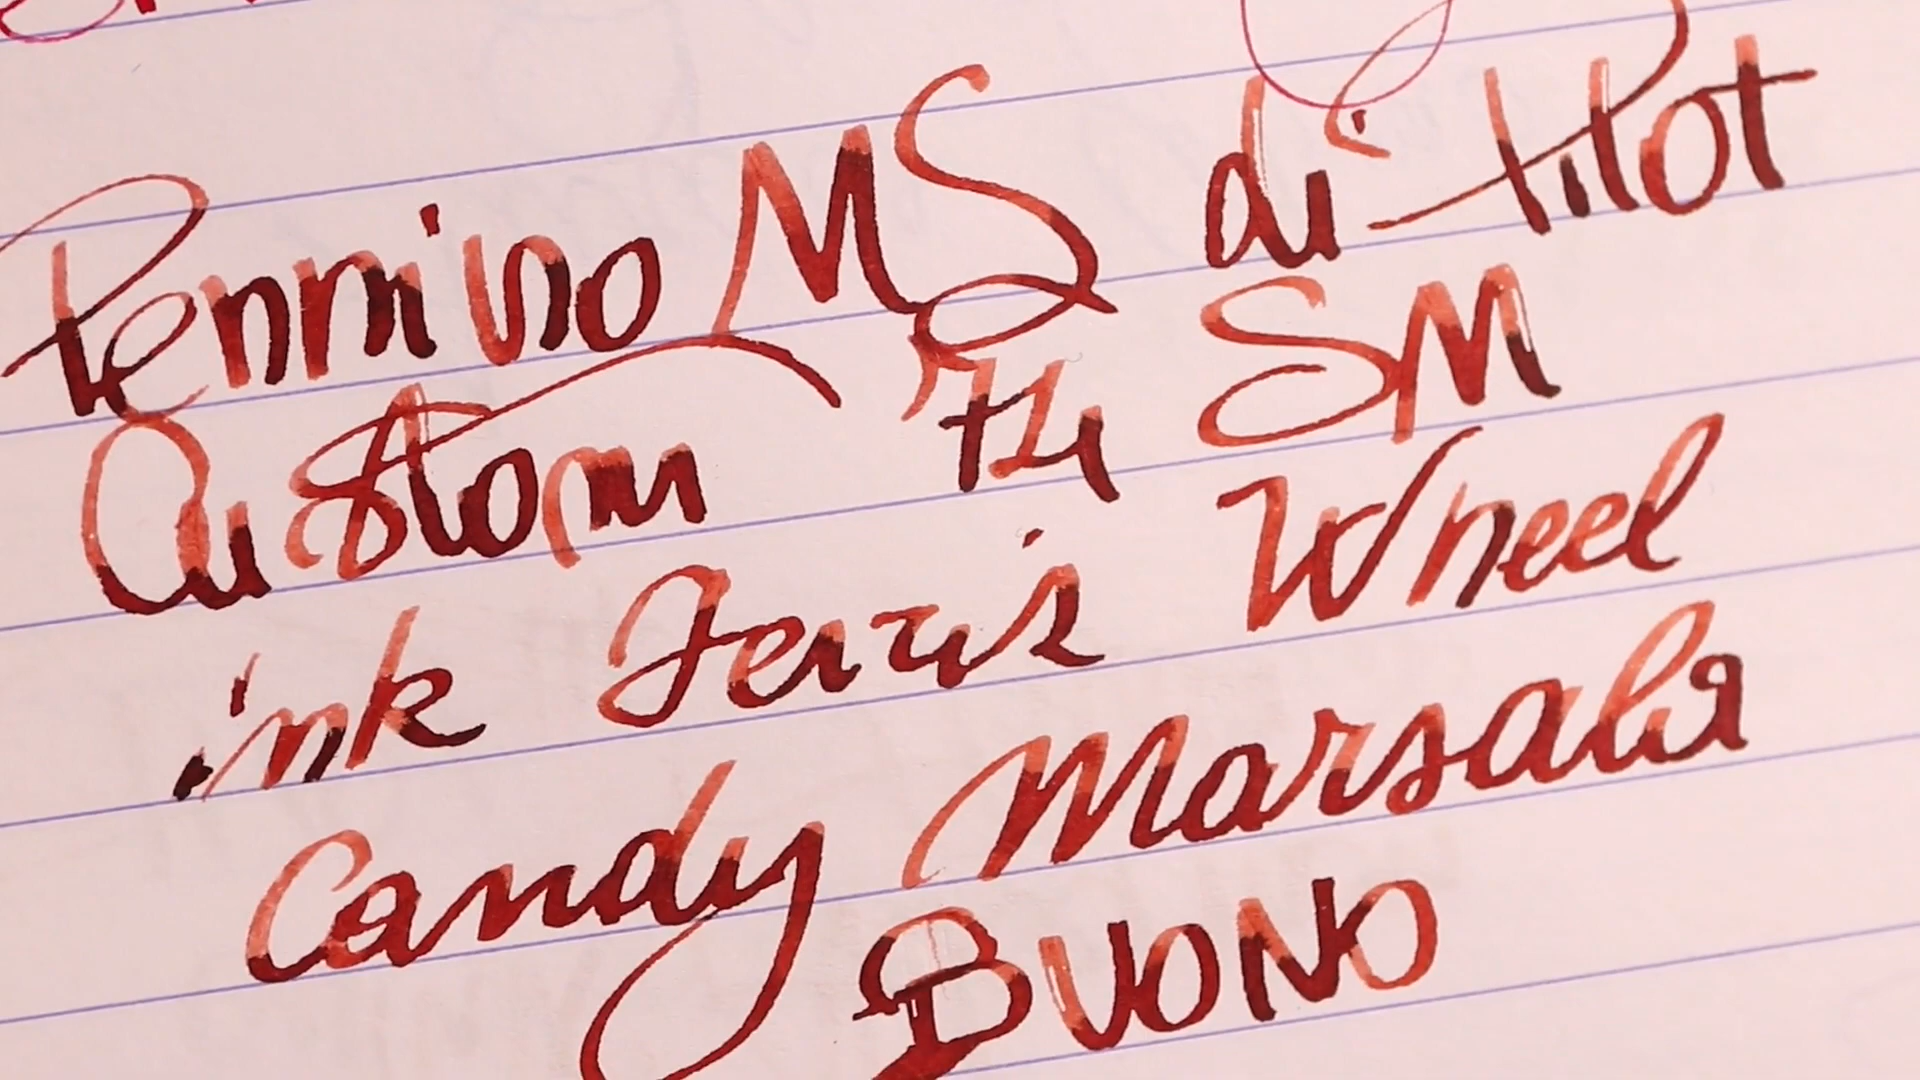 Pennino MS di Pilot
Custom 74 SM
ink Ferris Wheel
Candy Marsala
BUONO